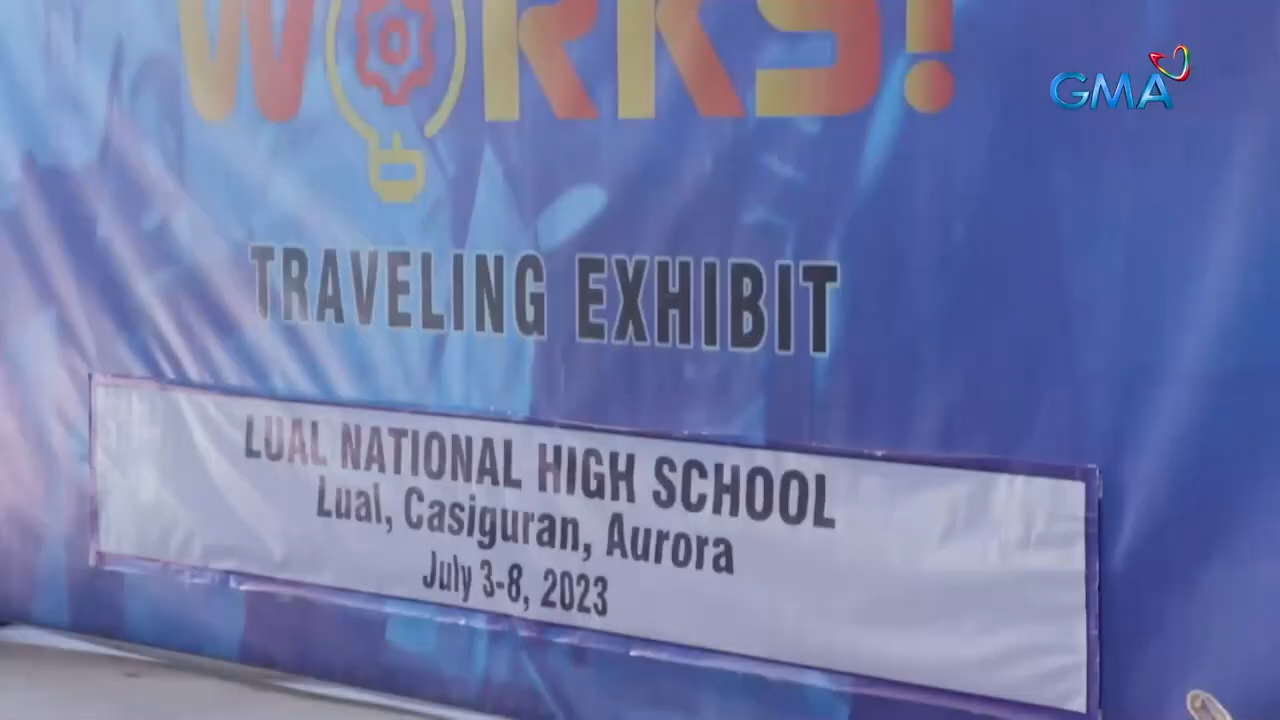 WORKS!
GMA
TRAVELING EXHIBIT
LUAL NATIONAL HIGH SCHOOL
Lual, Casiguran, Aurora
July 3-8, 2023